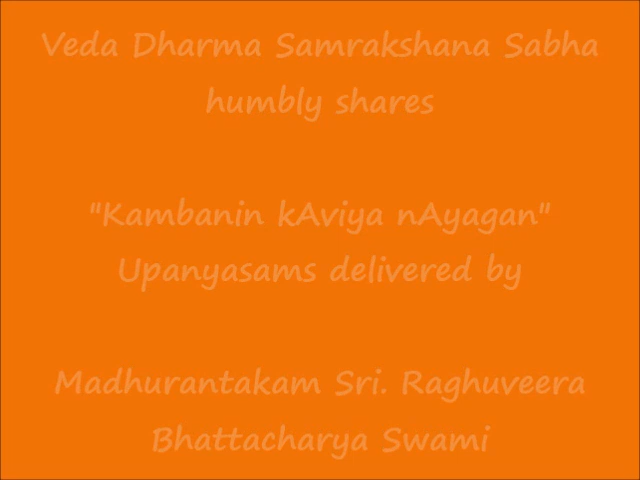 Veda Dharma Samrakshana Sabha
humbly shares
"Kambanin kAviya nAyagan"
Upanyasams delivered by
Madhurantakam Sri. Raghuveera
Bhattacharya Swami